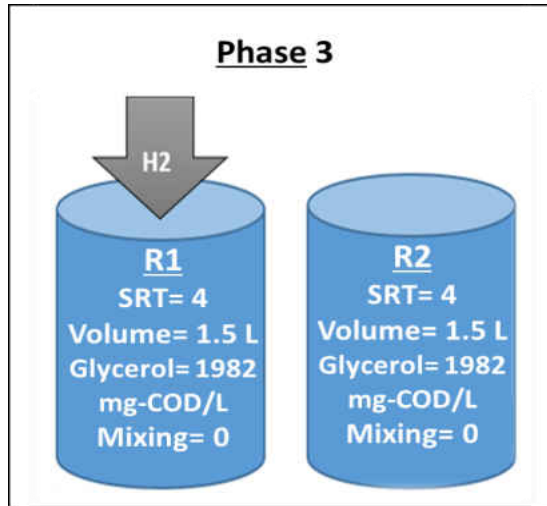 Phase 3
H2
R1
SRT= 4
Volume= 1.5 L
Glycerol= 1982
mg-COD/L
Mixing= 0
R2
SRT= 4
Volume= 1.5 L
Glycerol= 1982
mg-COD/L
Mixing= 0